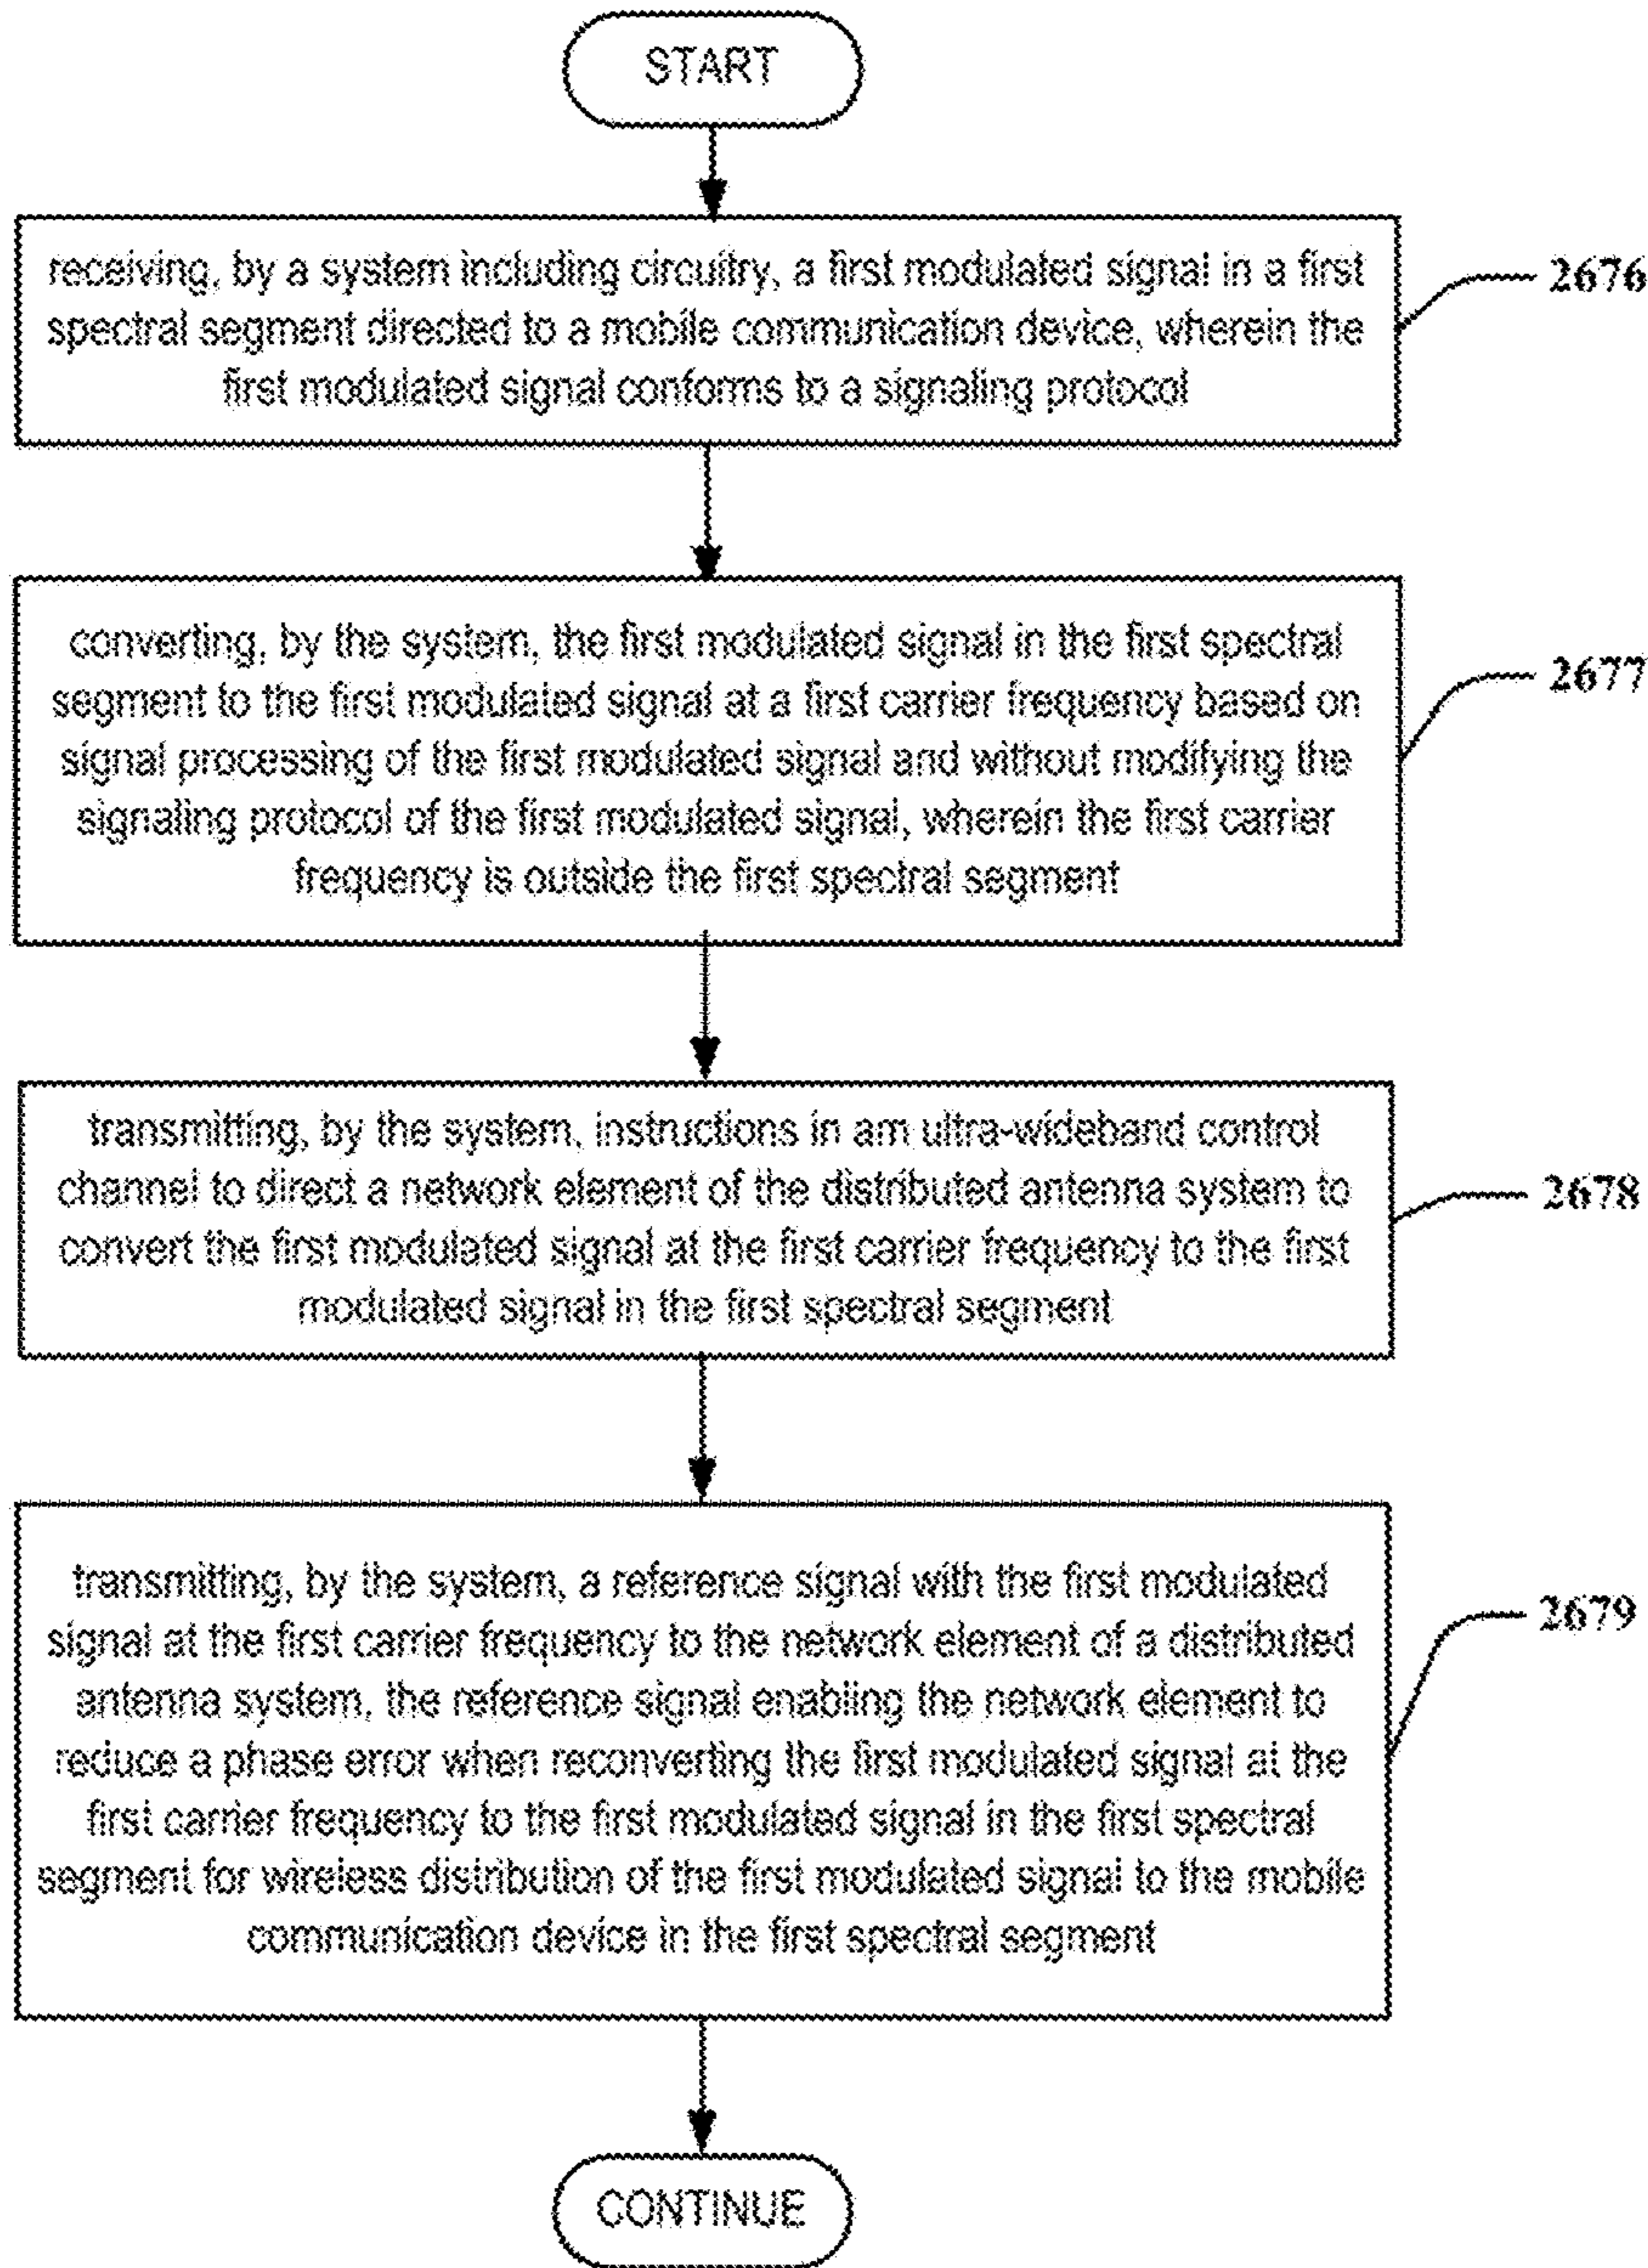 START
receiving, by a system including circuitry, a first modulated signal in a first
spectral segment directed to a mobile communication device, wherein the
first modulated signal conforms to a signaling protocol
2676
converting, by the system, the first modulated signal in the first spectral
segment to the first modulated signal at a first carrier frequency based on
signal processing of the first modulated signal and without modifying the
signaling protocol of the first modulated signal, wherein the first carrier
frequency is outside the first spectral segment
2677
transmitting, by the system, instructions in am ultra-wideband control
channel to direct a network element of the distributed antenna system to
convert the first modulated signal at the first carrier frequency to the first
modulated signal in the first spectral segment
2678
transmitting, by the system, a reference signal with the first modulated
signal at the first carrier frequency to the network element of a distributed
antenna system, the reference signal enabling the network element to
reduce a phase error when reconverting the first modulated signal at the
first carrier frequency to the first modulated signal in the first spectral
segment for wireless distribution of the first modulated signal to the mobile
communication device in the first spectral segment
2679
CONTINUE